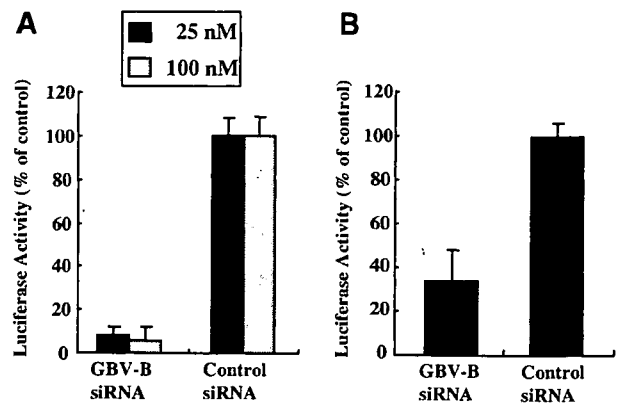 A
25 nM
100 nM
Luciferase Activity (% of control)
120
100
80
60
40
20
0
GBV-B
siRNA
Control
siRNA
B
Luciferase Activity (% of control)
120
100
80
60
40
20
0
GBV-B
siRNA
Control
siRNA